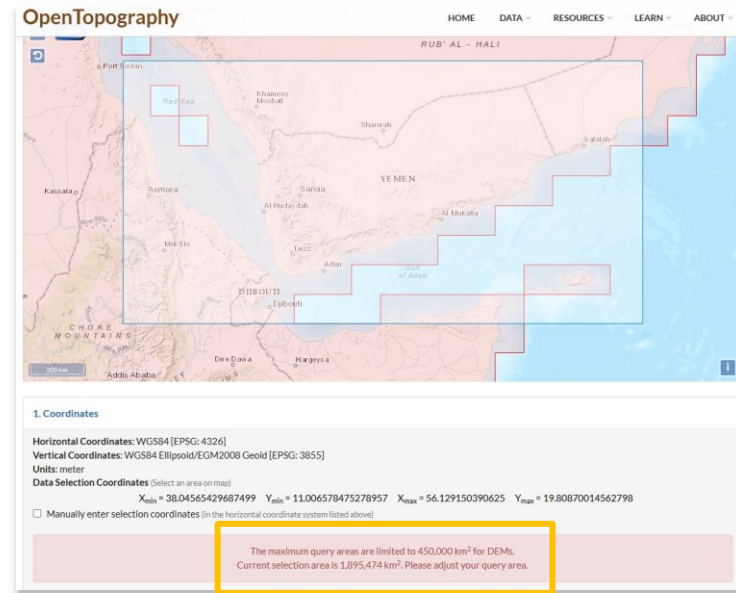 OpenTopography
HOME DATA RESOURCES LEARN ABOUT
RUB' AL - HALI
Port Sudan
Red Sea
Khamees
Moshait
Sharorah
Salalah
YEMEN
Kassala
Asmara
Sanaa
Al Hudaydah
Al Mukalla
Mek'ele
Taizz
Aden
Gulf
of Aden
DJIBOUTI
Djibouti
CHOKE
MOUNTAINS
Dire Dawa
Hargeysa
200 km
Addis Ababa
i
1. Coordinates
Horizontal Coordinates: WGS84 [EPSG: 4326]
Vertical Coordinates: WGS84 Ellipsoid/EGM2008 Geoid [EPSG: 3855]
Units: meter
Data Selection Coordinates (Select an area on map)
Xmin = 38.04565429687499 Ymin = 11.006578475278957 Xmax = 56.129150390625 Ymax = 19.80870014562798
Manually enter selection coordinates (in the horizontal coordinate system listed above)
The maximum query areas are limited to 450,000 km² for DEMs.
Current selection area is 1,895,474 km². Please adjust your query area.